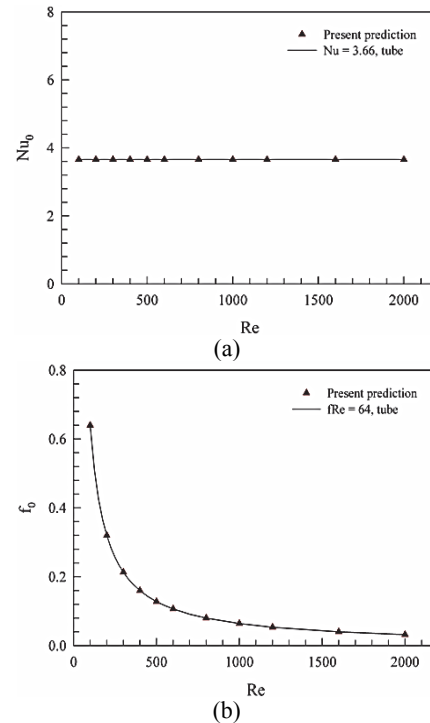 8
▲ Present prediction
— Nu = 3.66, tube
6
Nu₀
4
2
0
0 500 1000 1500 2000
Re
(a)
0.8
▲ Present prediction
— fRe = 64, tube
0.6
f₀
0.4
0.2
0.0
0 500 1000 1500 2000
Re
(b)